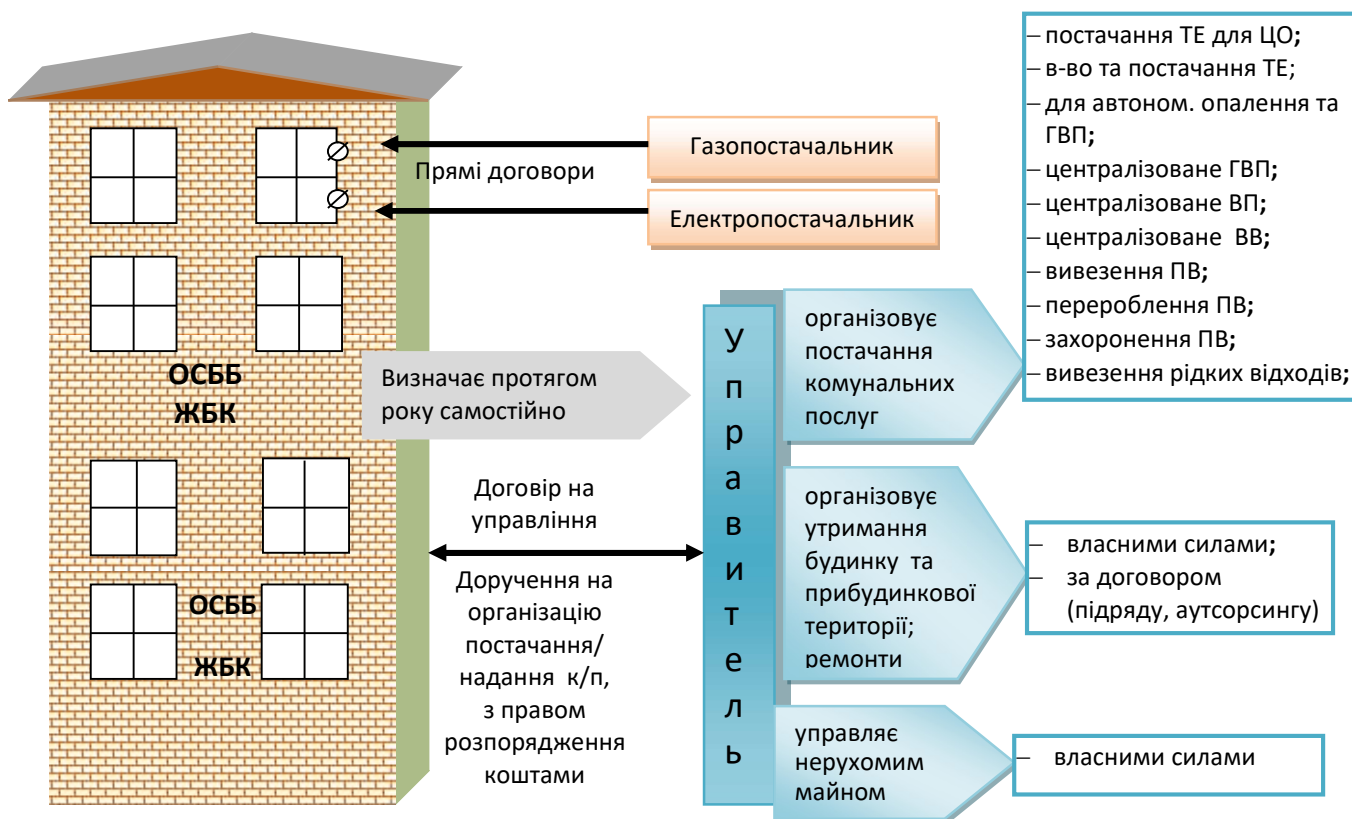 – постачання ТЕ для ЦО;
– в-во та постачання ТЕ;
– для автоном. опалення та
ГВП;
– централізоване ГВП;
– централізоване ВП;
– централізоване ВВ;
– вивезення ПВ;
– перероблення ПВ;
– захоронення ПВ;
– вивезення рідких відходів;
Газопостачальник
Прямі договори
Електропостачальник
ОСББ
ЖБК
Визначає протягом
року самостійно
Управитель
організовує
постачання
комунальних
послуг
Договір на
управління
Доручення на
організацію
постачання/
надання к/п,
з правом
розпорядження
коштами
ОСББ
ЖБК
організовує
утримання
будинку та
прибудинкової
території;
ремонти
– власними силами;
– за договором
(підряду, аутсорсингу)
управляє
нерухомим
майном
– власними силами